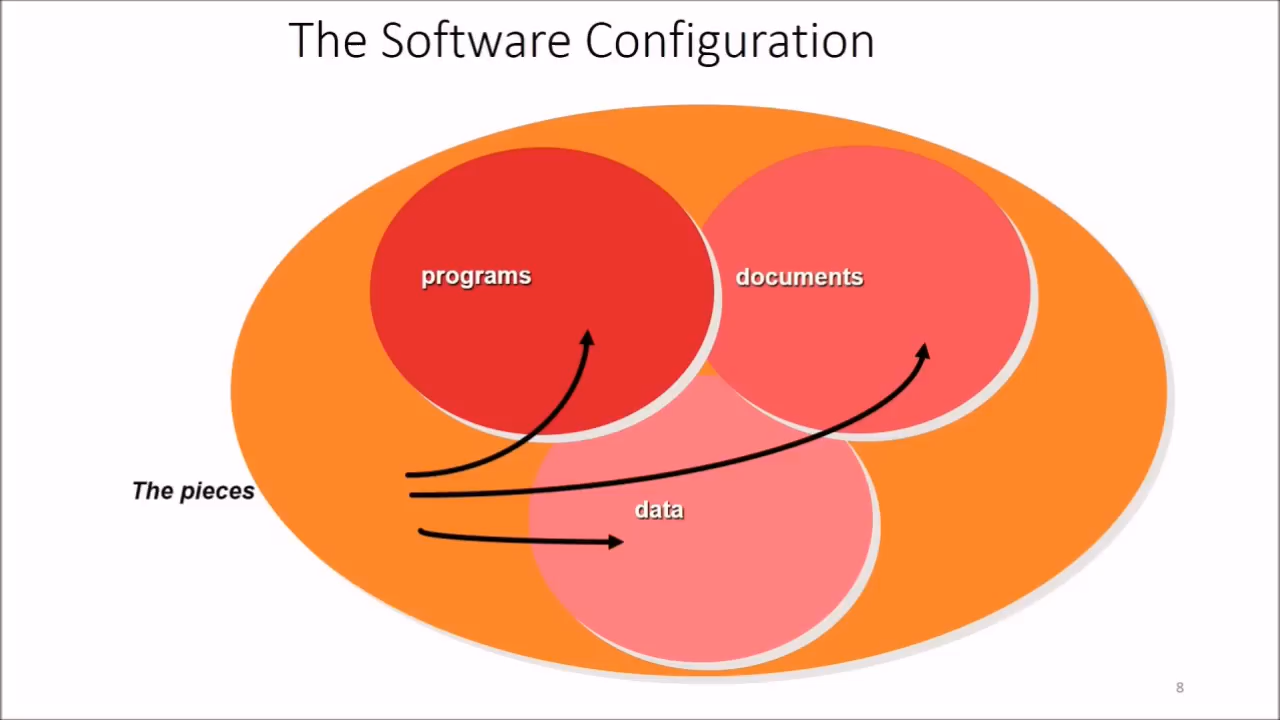 The Software Configuration
programs
documents
The pieces
data
8